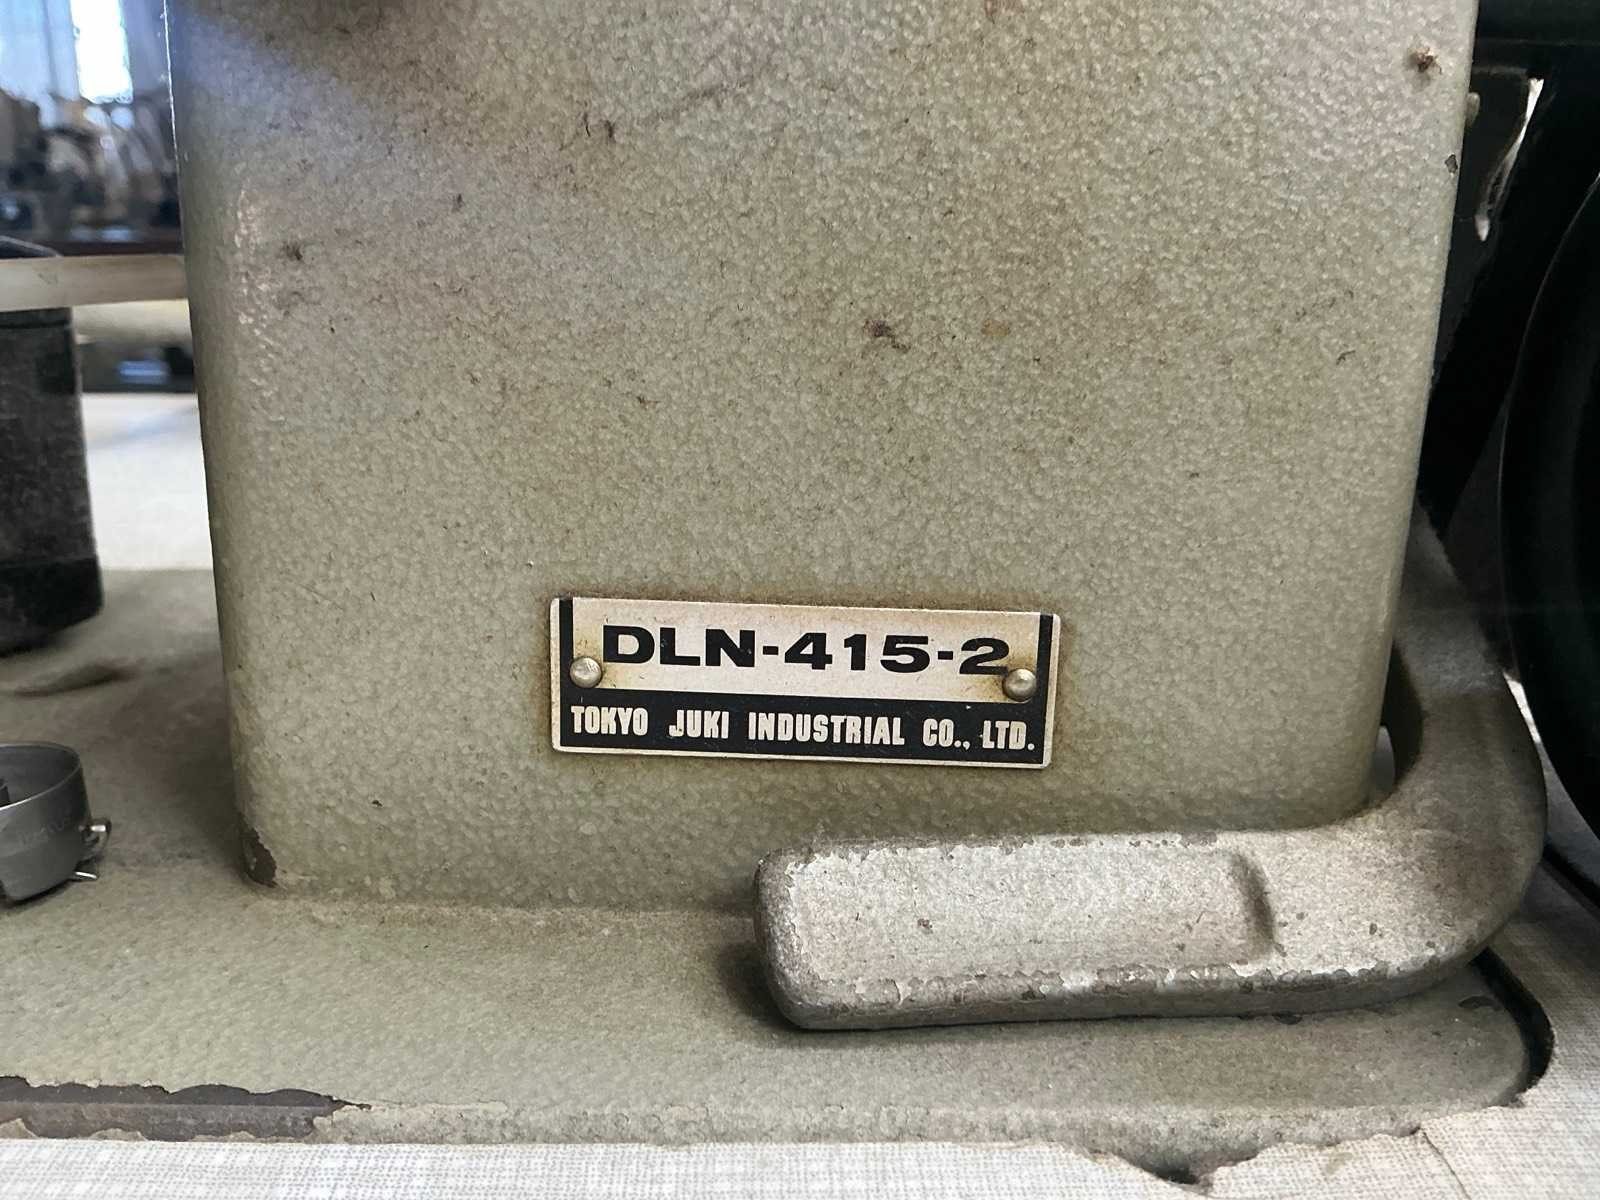 DLN-415-2
TOKYO JUKI INDUSTRIAL CO., LTD.